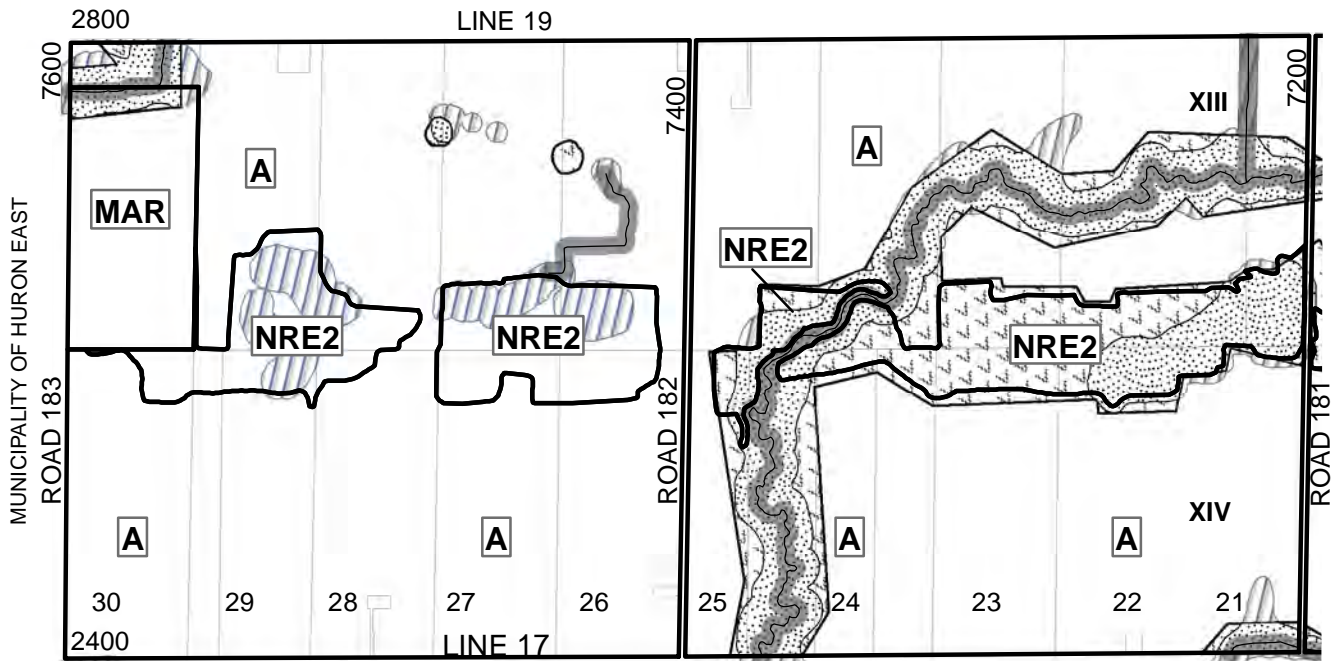 2800
LINE 19
7600
7400
7200
XIII
A
A
MAR
MUNICIPALITY OF HURON EAST
NRE2
NRE2
NRE2
NRE2
ROAD 183
ROAD 182
ROAD 181
A
A
A
A
XIV
30
29
28
27
26
25
24
23
22
21
2400
LINE 17